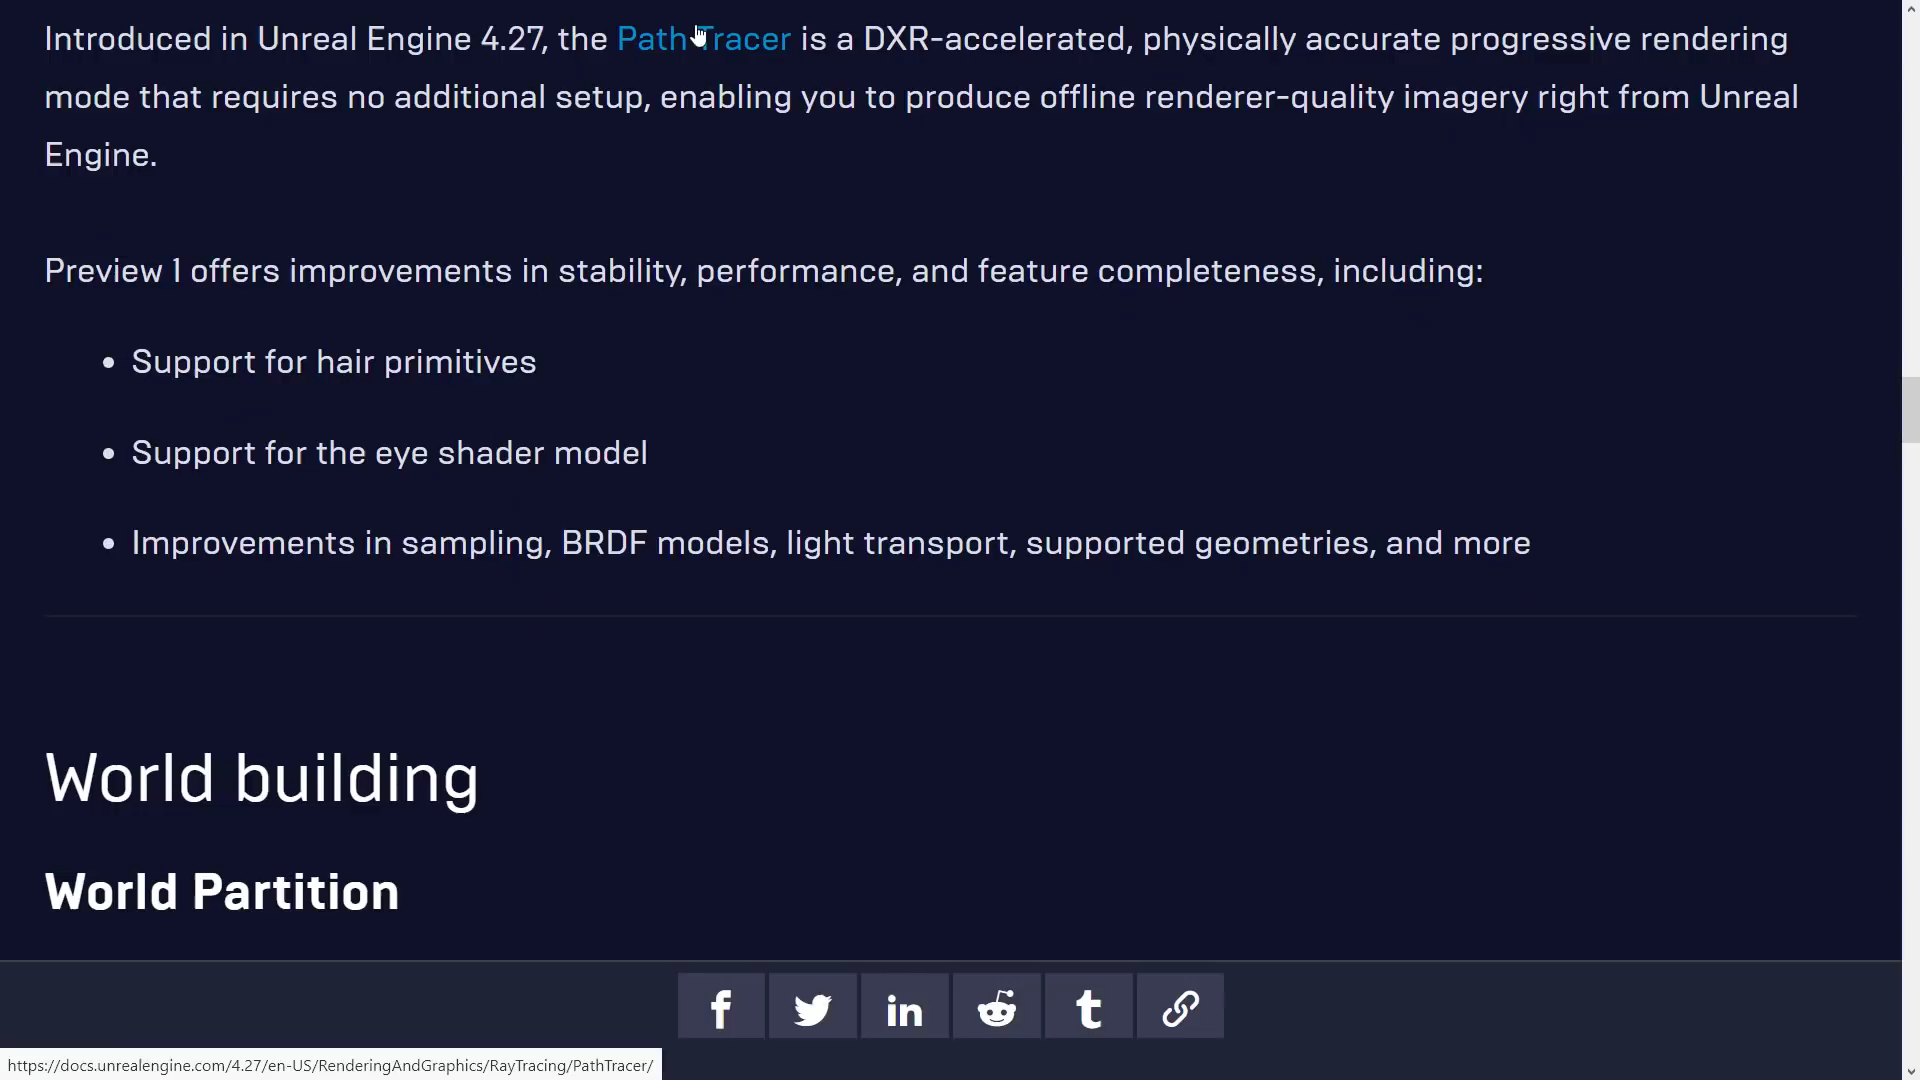 Introduced in Unreal Engine 4.27, the Path Tracer is a DXR-accelerated, physically accurate progressive rendering
mode that requires no additional setup, enabling you to produce offline renderer-quality imagery right from Unreal
Engine.
Preview 1 offers improvements in stability, performance, and feature completeness, including:
• Support for hair primitives
• Support for the eye shader model
• Improvements in sampling, BRDF models, light transport, supported geometries, and more
World building
World Partition
https://docs.unrealengine.com/4.27/en-US/RenderingAndGraphics/RayTracing/PathTracer/